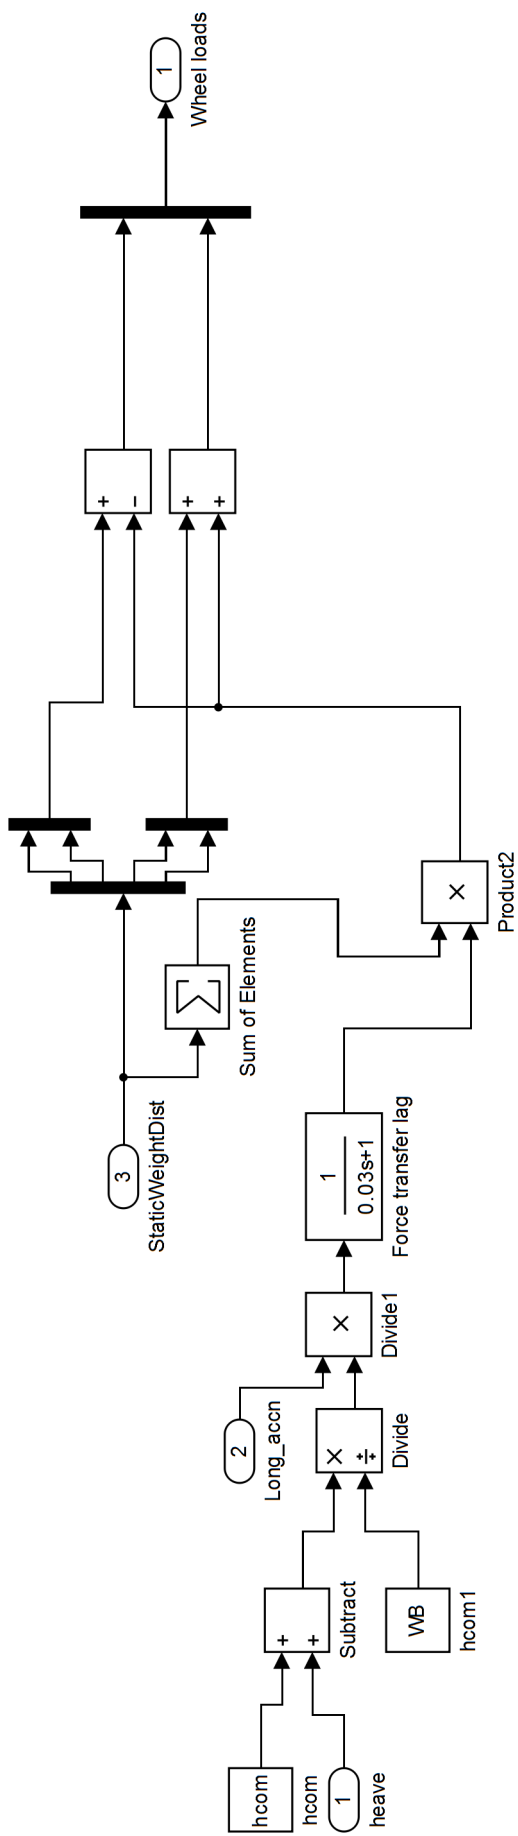 hcom
hcom
1
heave
+
+
Subtract
WB
hcom1
×
÷
Divide
2
Long_accn
×
Divide1
1
0.03s+1
Force transfer lag
3
StaticWeightDist
Σ
Sum of Elements
×
Product2
+
−
+
+
1
Wheel loads